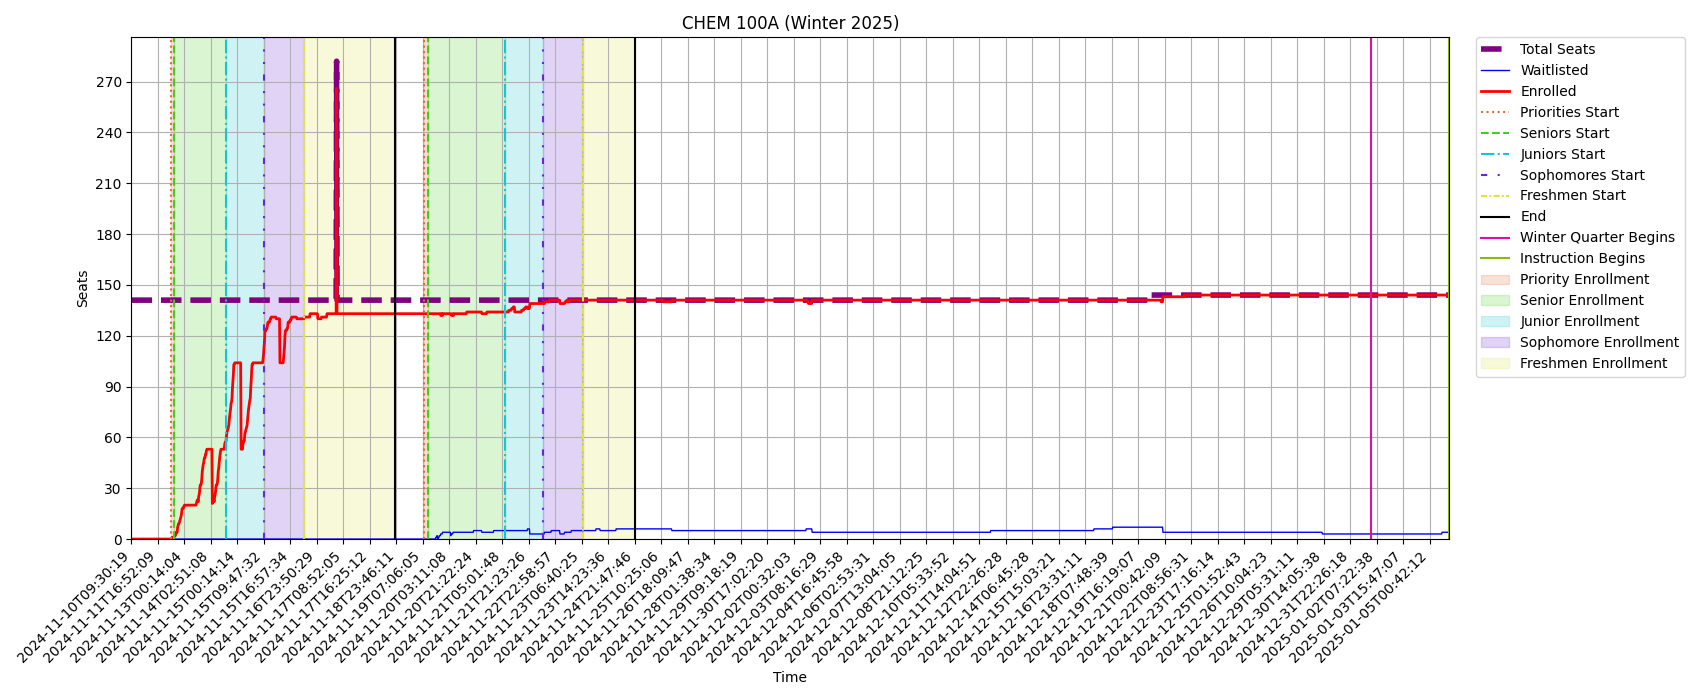 CHEM 100A (Winter 2025)
Seats
270
240
210
180
150
120
90
60
30
0
2024-11-10T09:30:19
2024-11-11T16:52:09
2024-11-13T00:14:04
2024-11-14T02:51:08
2024-11-15T00:14:14
2024-11-15T09:47:32
2024-11-15T16:57:34
2024-11-16T23:50:29
2024-11-17T08:52:05
2024-11-17T16:25:12
2024-11-18T23:46:11
2024-11-19T07:06:05
2024-11-20T03:11:08
2024-11-20T21:22:24
2024-11-21T05:01:48
2024-11-21T21:23:26
2024-11-22T22:58:57
2024-11-23T06:40:25
2024-11-23T14:23:36
2024-11-24T21:47:46
2024-11-25T10:25:06
2024-11-26T18:09:47
2024-11-28T01:38:34
2024-11-29T09:18:19
2024-11-30T17:02:20
2024-12-02T00:32:03
2024-12-03T08:16:29
2024-12-04T16:45:58
2024-12-06T02:53:31
2024-12-07T13:04:05
2024-12-08T21:12:25
2024-12-10T05:33:52
2024-12-11T14:04:51
2024-12-12T22:26:28
2024-12-14T06:45:28
2024-12-15T15:03:21
2024-12-16T23:31:11
2024-12-18T07:48:39
2024-12-19T16:19:07
2024-12-21T00:42:09
2024-12-22T08:56:31
2024-12-23T17:16:14
2024-12-25T01:52:43
2024-12-26T10:04:23
2024-12-29T05:31:11
2024-12-30T14:05:38
2024-12-31T22:26:18
2025-01-02T07:22:38
2025-01-03T15:47:07
2025-01-05T00:42:12
Time
Total Seats
Waitlisted
Enrolled
Priorities Start
Seniors Start
Juniors Start
Sophomores Start
Freshmen Start
End
Winter Quarter Begins
Instruction Begins
Priority Enrollment
Senior Enrollment
Junior Enrollment
Sophomore Enrollment
Freshmen Enrollment